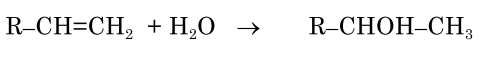 R–CH=CH₂ + H₂O → R–CHOH–CH₃